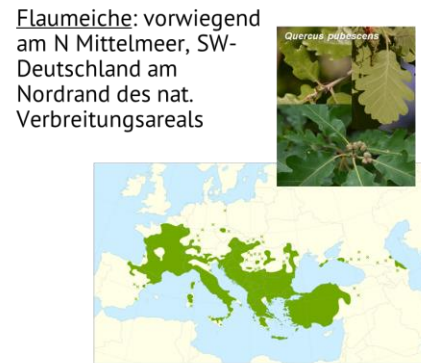 Flaumeiche: vorwiegend
am N Mittelmeer, SW-
Deutschland am
Nordrand des nat.
Verbreitungsareals
Quercus pubescens